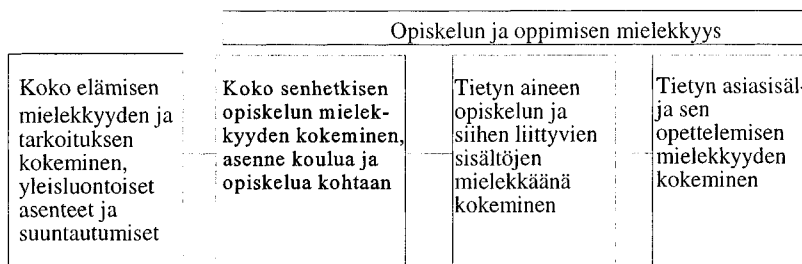 Opiskelun ja oppimisen mielekkyys
Koko elämisen
mielekkyyden ja
tarkoituksen
kokeminen,
yleisluontoiset
asenteet ja
suuntautumiset
Koko senhetkisen
opiskelun mielek-
kyyden kokeminen,
asenne koulua ja
opiskelua kohtaan
Tietyn aineen
opiskelun ja
siihen liittyvien
sisältöjen
mielekkäänä
kokeminen
Tietyn asiasisäl-
ja sen
opettelemisen
mielekkyyden
kokeminen